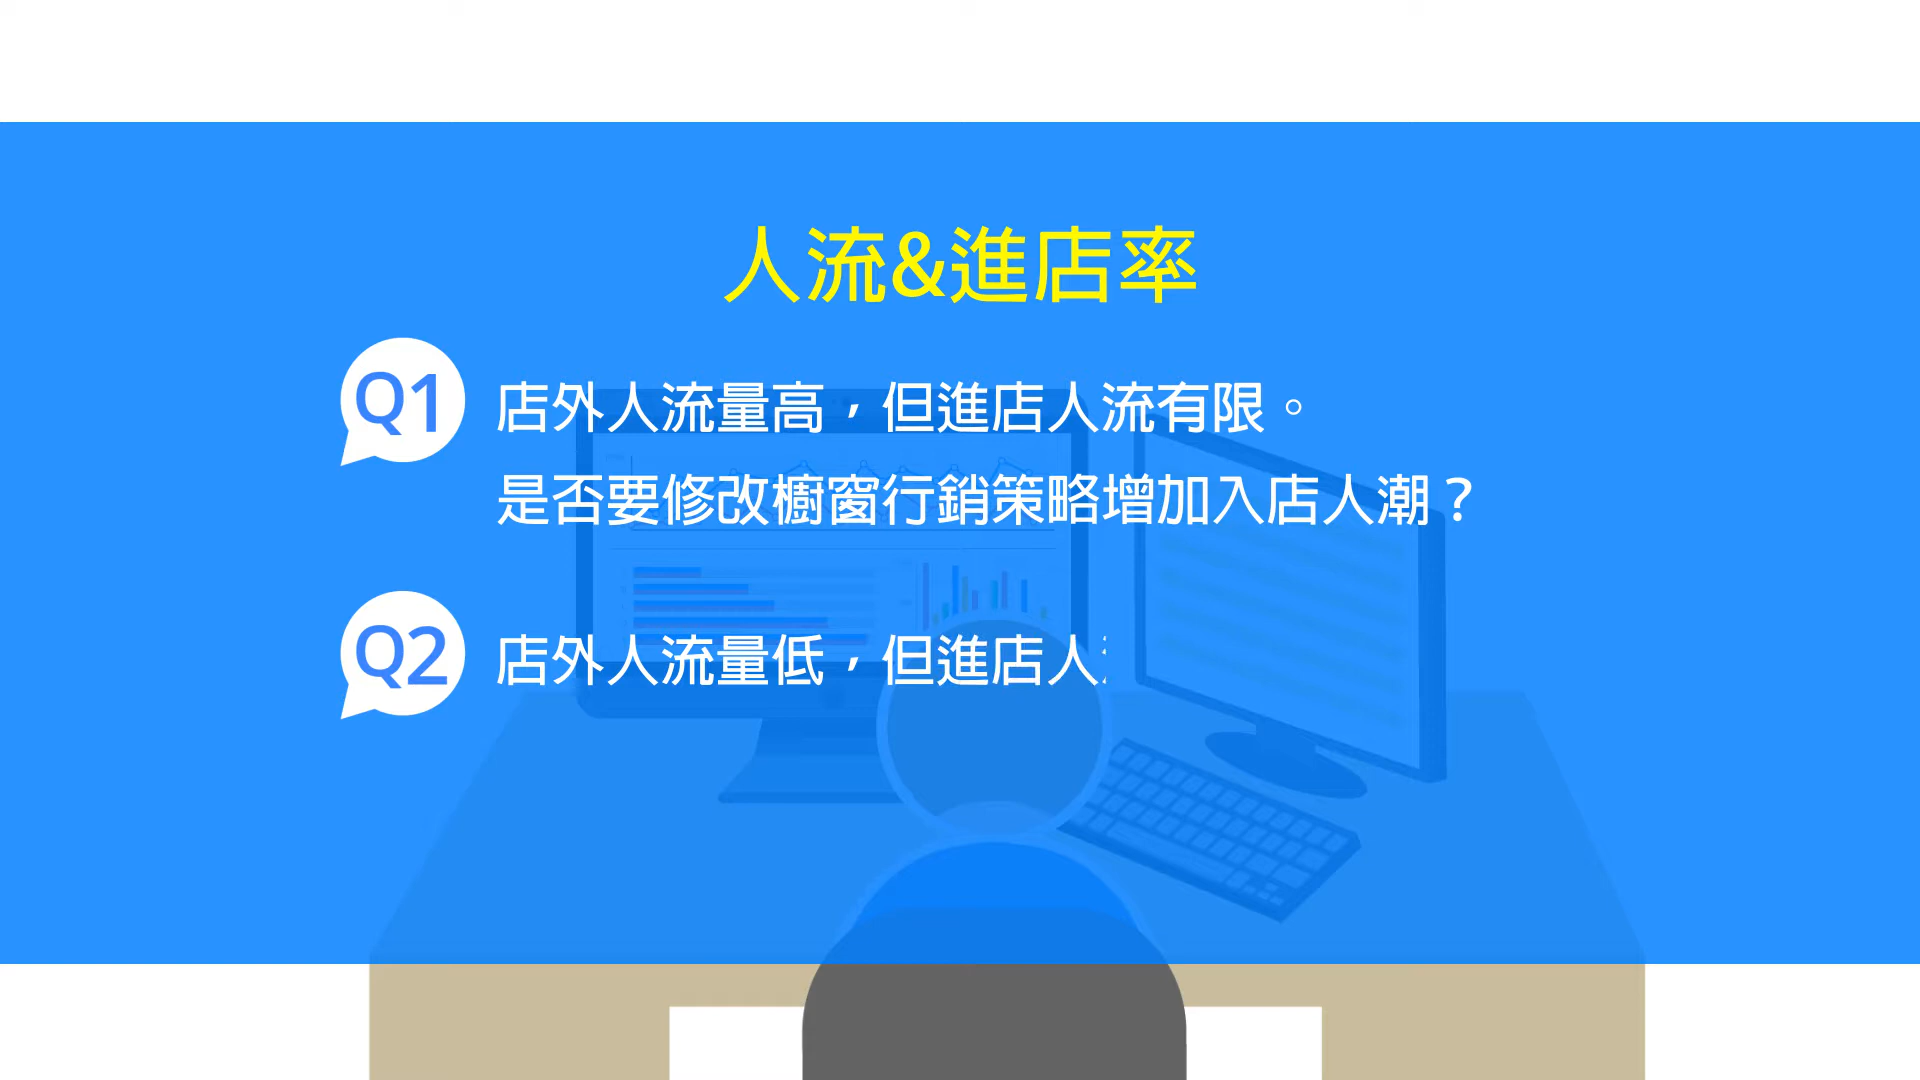 人流&進店率
Q1 店外人流量高，但進店人流有限。
是否要修改櫥窗行銷策略增加入店人潮？
Q2 店外人流量低，但進店人